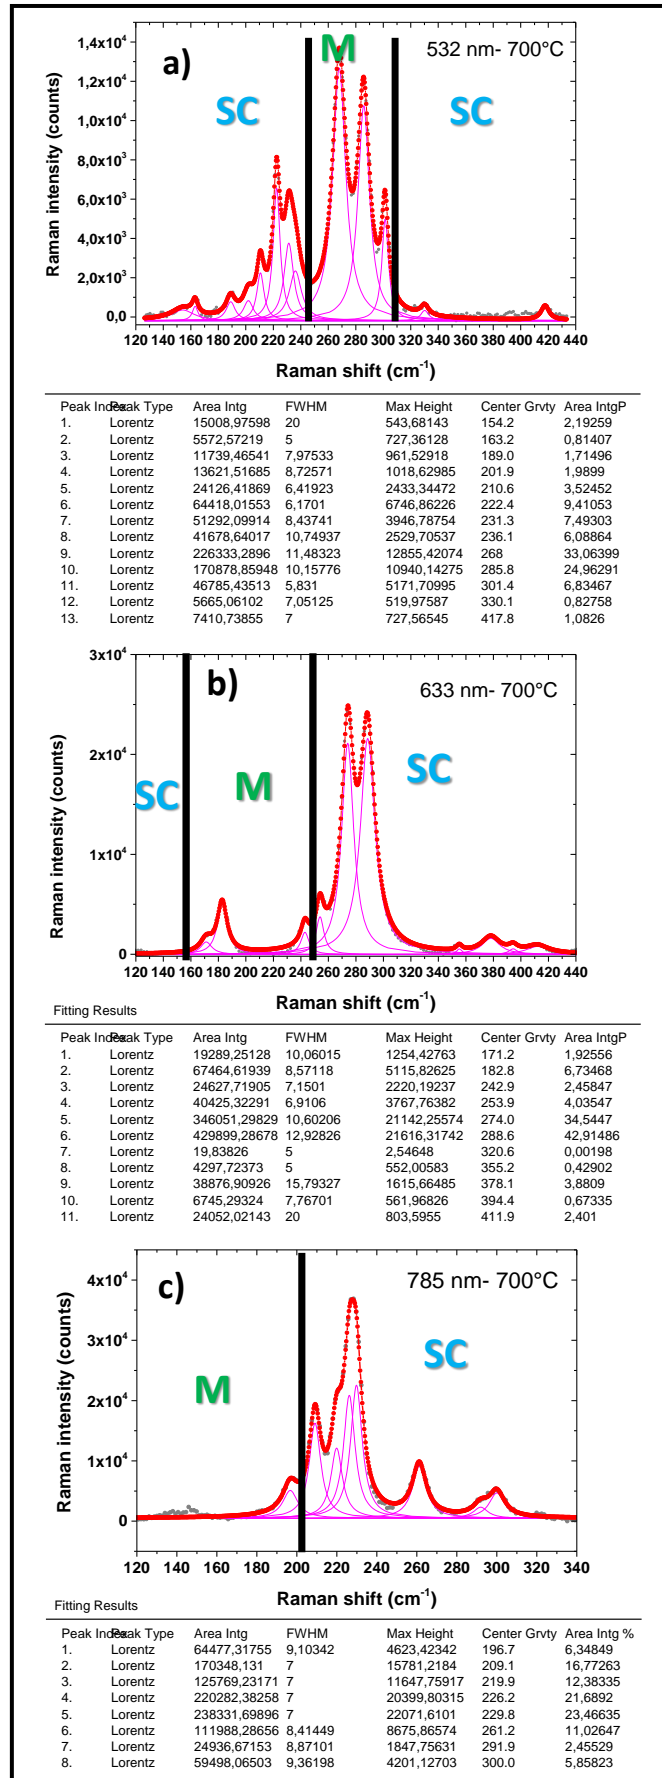 a)
M
532 nm- 700°C
SC
SC
Raman intensity (counts)
1,4x10⁴
1,2x10⁴
1,0x10⁴
8,0x10³
6,0x10³
4,0x10³
2,0x10³
0,0
120 140 160 180 200 220 240 260 280 300 320 340 360 380 400 420 440
Raman shift (cm⁻¹)
Peak Index Peak Type Area Intg FWHM Max Height Center Grvty Area IntgP
1. Lorentz 15008,97598 20 543,68143 154.2 2,19259
2. Lorentz 5572,57219 5 727,36128 163.2 0,81407
3. Lorentz 11739,46541 7,97533 961,52918 189.0 1,71496
4. Lorentz 13621,51685 8,72571 1018,62985 201.9 1,9899
5. Lorentz 24126,41869 6,41923 2433,34472 210.6 3,52452
6. Lorentz 64418,01553 6,1701 6746,86226 222.4 9,41053
7. Lorentz 51292,09914 8,43741 3946,78754 231.3 7,49303
8. Lorentz 41678,64017 10,74937 2529,70537 236.1 6,08864
9. Lorentz 226333,2896 11,48323 12855,42074 268 33,06399
10. Lorentz 170878,85948 10,15776 10940,14275 285.8 24,96291
11. Lorentz 46785,43513 5,831 5171,70995 301.4 6,83467
12. Lorentz 5665,06102 7,05125 519,97587 330.1 0,82758
13. Lorentz 7410,73855 7 727,56545 417.8 1,0826
b)
633 nm- 700°C
SC
M
SC
Raman intensity (counts)
3x10⁴
2x10⁴
1x10⁴
0
120 140 160 180 200 220 240 260 280 300 320 340 360 380 400 420 440
Raman shift (cm⁻¹)
Fitting Results
Peak Index Peak Type Area Intg FWHM Max Height Center Grvty Area IntgP
1. Lorentz 19289,25128 10,06015 1254,42763 171.2 1,92556
2. Lorentz 67464,61939 8,57118 5115,82625 182.8 6,73468
3. Lorentz 24627,71905 7,1501 2220,19237 242.9 2,45847
4. Lorentz 40425,32291 6,9106 3767,76382 253.9 4,03547
5. Lorentz 346051,29829 10,60206 21142,25574 274.0 34,5447
6. Lorentz 429899,28678 12,92826 21616,31742 288.6 42,91486
7. Lorentz 19,83826 5 2,54648 320.6 0,00198
8. Lorentz 4297,72373 5 552,00583 355.2 0,42902
9. Lorentz 38876,90926 15,79327 1615,66485 378.1 3,8809
10. Lorentz 6745,29324 7,76701 561,96826 394.4 0,67335
11. Lorentz 24052,02143 20 803,5955 411.9 2,401
c)
785 nm- 700°C
M
SC
Raman intensity (counts)
4x10⁴
3x10⁴
2x10⁴
1x10⁴
0
120 140 160 180 200 220 240 260 280 300 320 340
Raman shift (cm⁻¹)
Fitting Results
Peak Index Peak Type Area Intg FWHM Max Height Center Grvty Area Intg %
1. Lorentz 64477,31755 9,10342 4623,42342 196.7 6,34849
2. Lorentz 170348,131 7 15781,2184 209.1 16,77263
3. Lorentz 125769,23171 7 11647,75917 219.9 12,38335
4. Lorentz 220282,38258 7 20399,80315 226.2 21,6892
5. Lorentz 238331,69896 7 22071,6101 229.8 23,46635
6. Lorentz 111988,28656 8,41449 8675,86574 261.2 11,02647
7. Lorentz 24936,67153 8,87101 1847,75631 291.9 2,45529
8. Lorentz 59498,06503 9,36198 4201,12703 300.0 5,85823